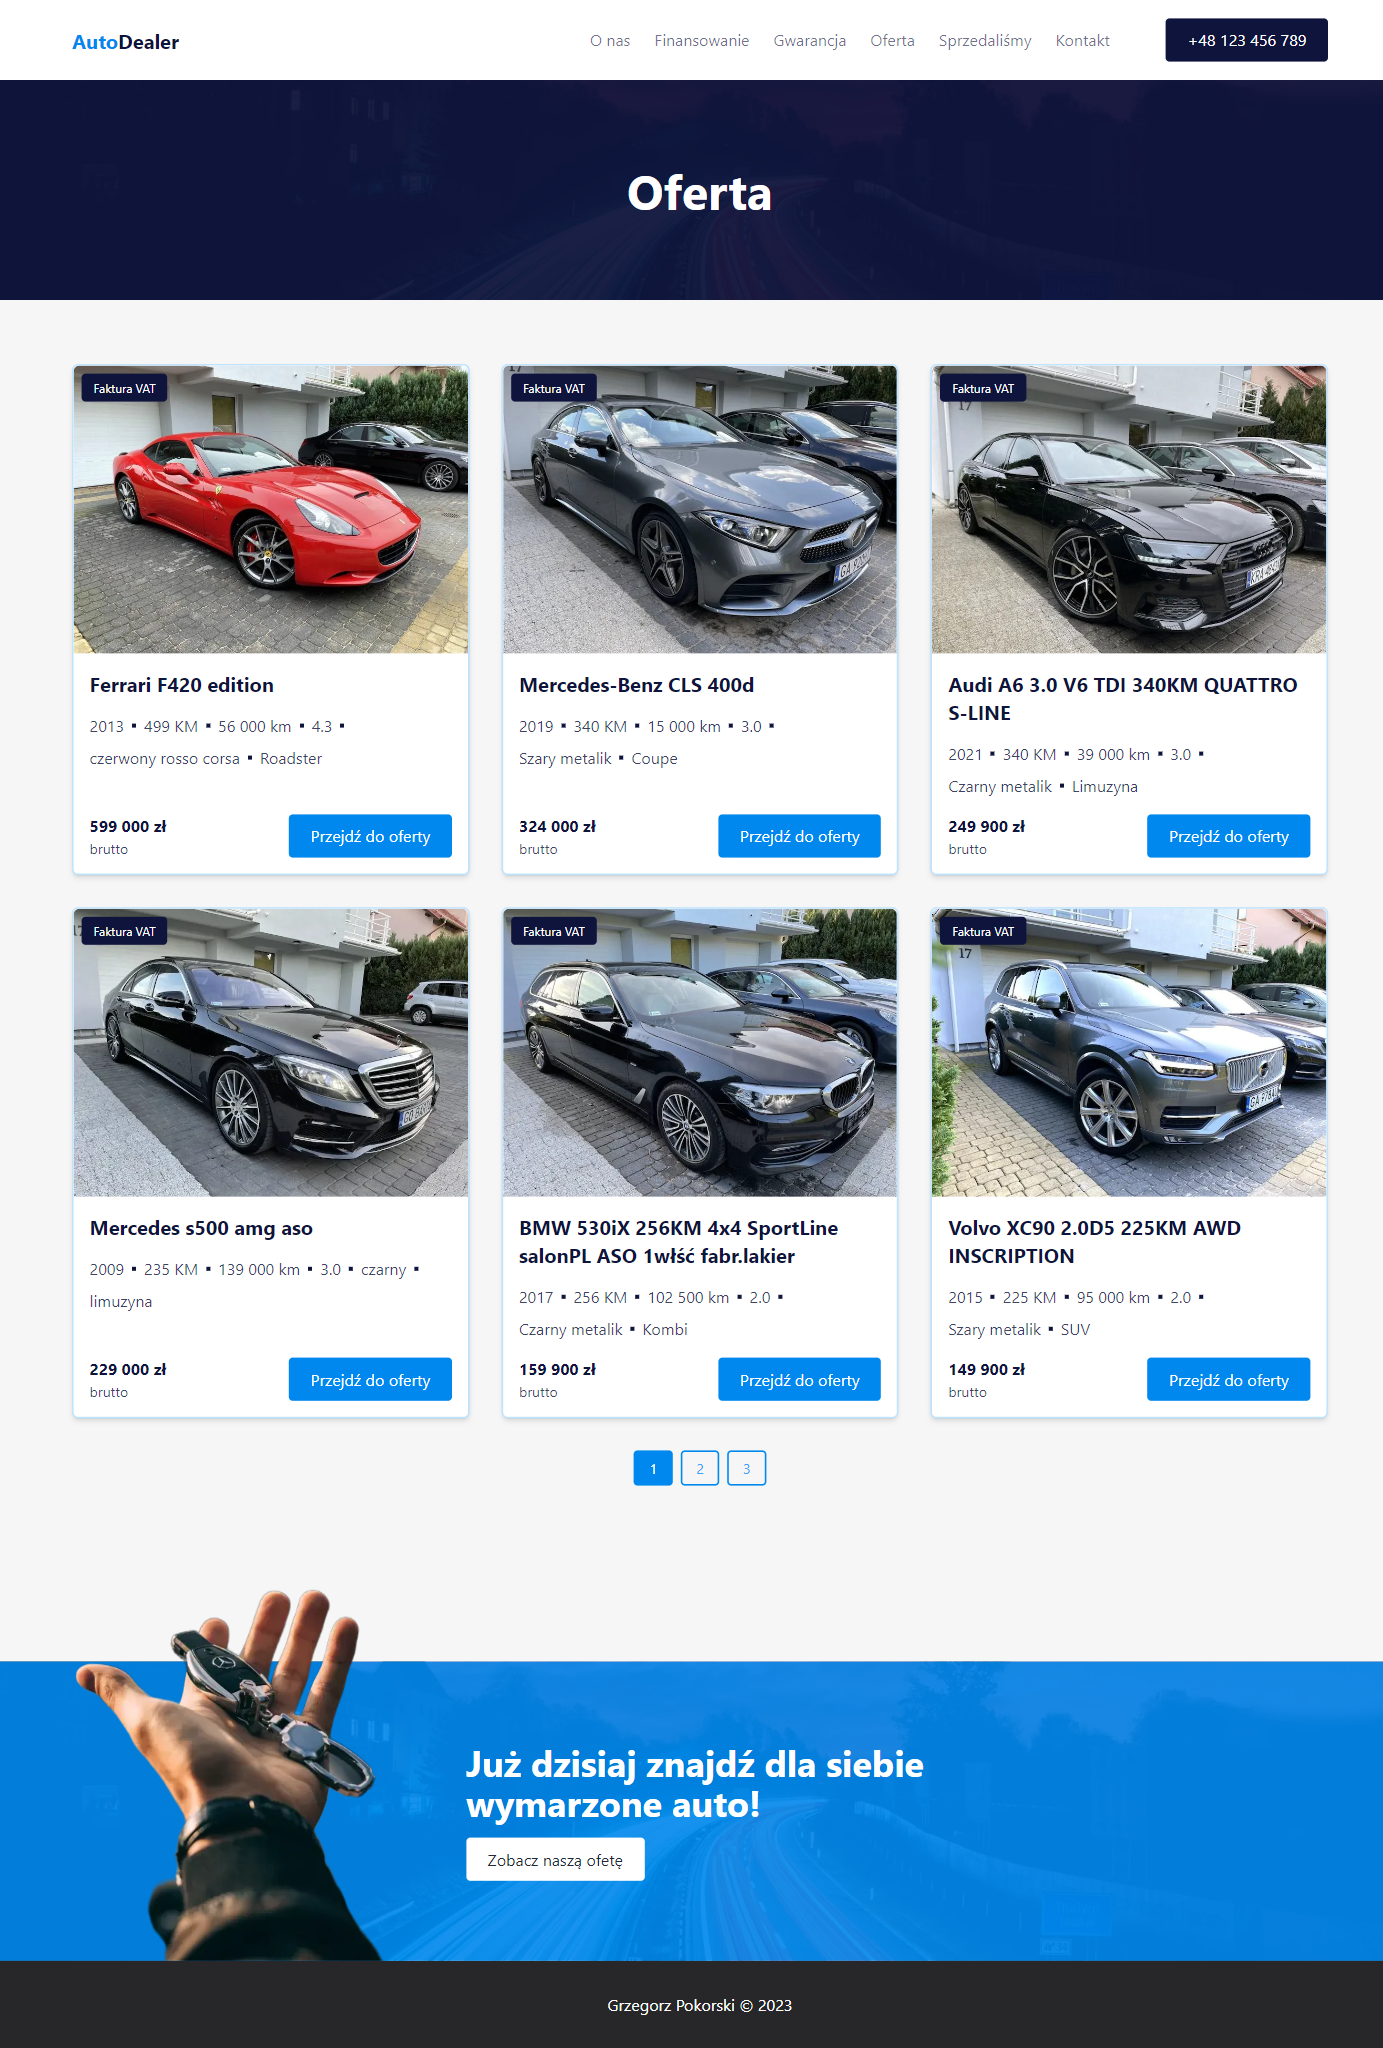 AutoDealer
O nas Finansowanie Gwarancja Oferta Sprzedaliśmy Kontakt +48 123 456 789
Oferta
Faktura VAT
Ferrari F420 edition
2013 ▪ 499 KM ▪ 56 000 km ▪ 4.3 ▪
czerwony rosso corsa ▪ Roadster
599 000 zł
brutto
Przejdź do oferty
17
Faktura VAT
Mercedes-Benz CLS 400d
2019 ▪ 340 KM ▪ 15 000 km ▪ 3.0 ▪
Szary metalik ▪ Coupe
324 000 zł
brutto
Przejdź do oferty
Faktura VAT
17
Audi A6 3.0 V6 TDI 340KM QUATTRO
S-LINE
2021 ▪ 340 KM ▪ 39 000 km ▪ 3.0 ▪
Czarny metalik ▪ Limuzyna
249 900 zł
brutto
Przejdź do oferty
Faktura VAT
17
Mercedes s500 amg aso
2009 ▪ 235 KM ▪ 139 000 km ▪ 3.0 ▪ czarny ▪
limuzyna
229 000 zł
brutto
Przejdź do oferty
Faktura VAT
BMW 530iX 256KM 4x4 SportLine
salonPL ASO 1włść fabr.lakier
2017 ▪ 256 KM ▪ 102 500 km ▪ 2.0 ▪
Czarny metalik ▪ Kombi
159 900 zł
brutto
Przejdź do oferty
Faktura VAT
17
Volvo XC90 2.0D5 225KM AWD
INSCRIPTION
2015 ▪ 225 KM ▪ 95 000 km ▪ 2.0 ▪
Szary metalik ▪ SUV
149 900 zł
brutto
Przejdź do oferty
1 2 3
Już dzisiaj znajdź dla siebie
wymarzone auto!
Zobacz naszą ofetę
Grzegorz Pokorski © 2023